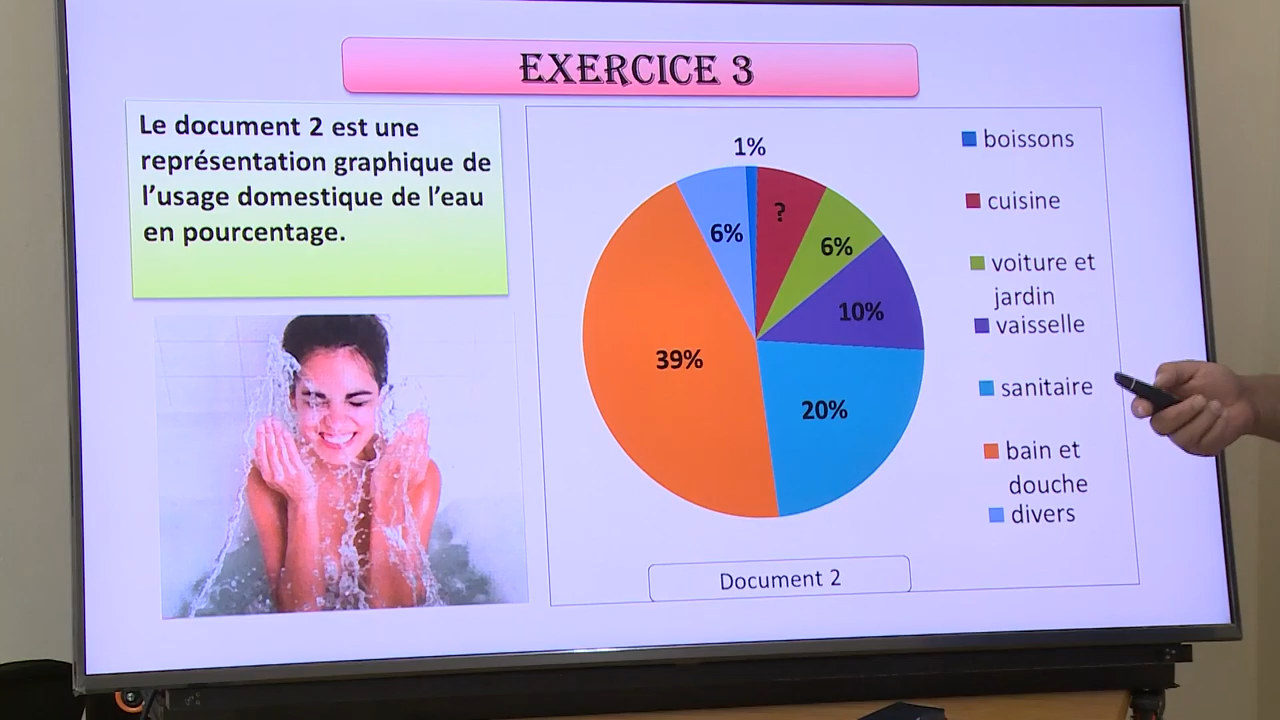 EXERCICE 3
Le document 2 est une
représentation graphique de
l’usage domestique de l’eau
en pourcentage.
1%
?
6%
6%
10%
39%
20%
boissons
cuisine
voiture et
jardin
vaisselle
sanitaire
bain et
douche
divers
Document 2